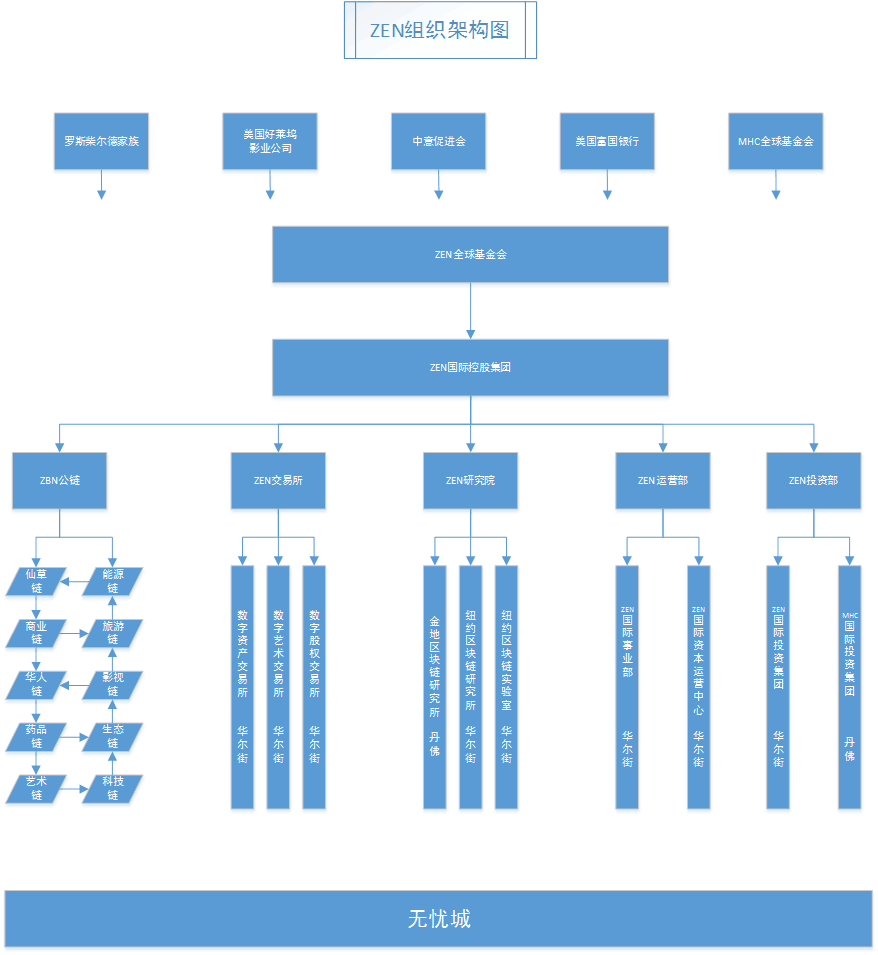 ZEN组织架构图
罗斯柴尔德家族
美国好莱坞
影业公司
中意促进会
美国富国银行
MHC全球基金会
ZEN 全球基金会
ZEN国际控股集团
ZBN公链
ZEN交易所
ZEN研究院
ZEN 运营部
ZEN投资部
仙草
链
能源
链
商业
链
旅游
链
华人
链
影视
链
药品
链
生态
链
艺术
链
科技
链
数字资产交易所 华尔街
数字艺术交易所 华尔街
数字股权交易所 华尔街
金地区块链研究所 丹佛
纽约区块链研究所 华尔街
纽约区块链实验室 华尔街
ZEN国际事业部 华尔街
ZEN国际资本运营中心 华尔街
ZEN国际投资集团 华尔街
MHC国际投资集团 丹佛
无忧城